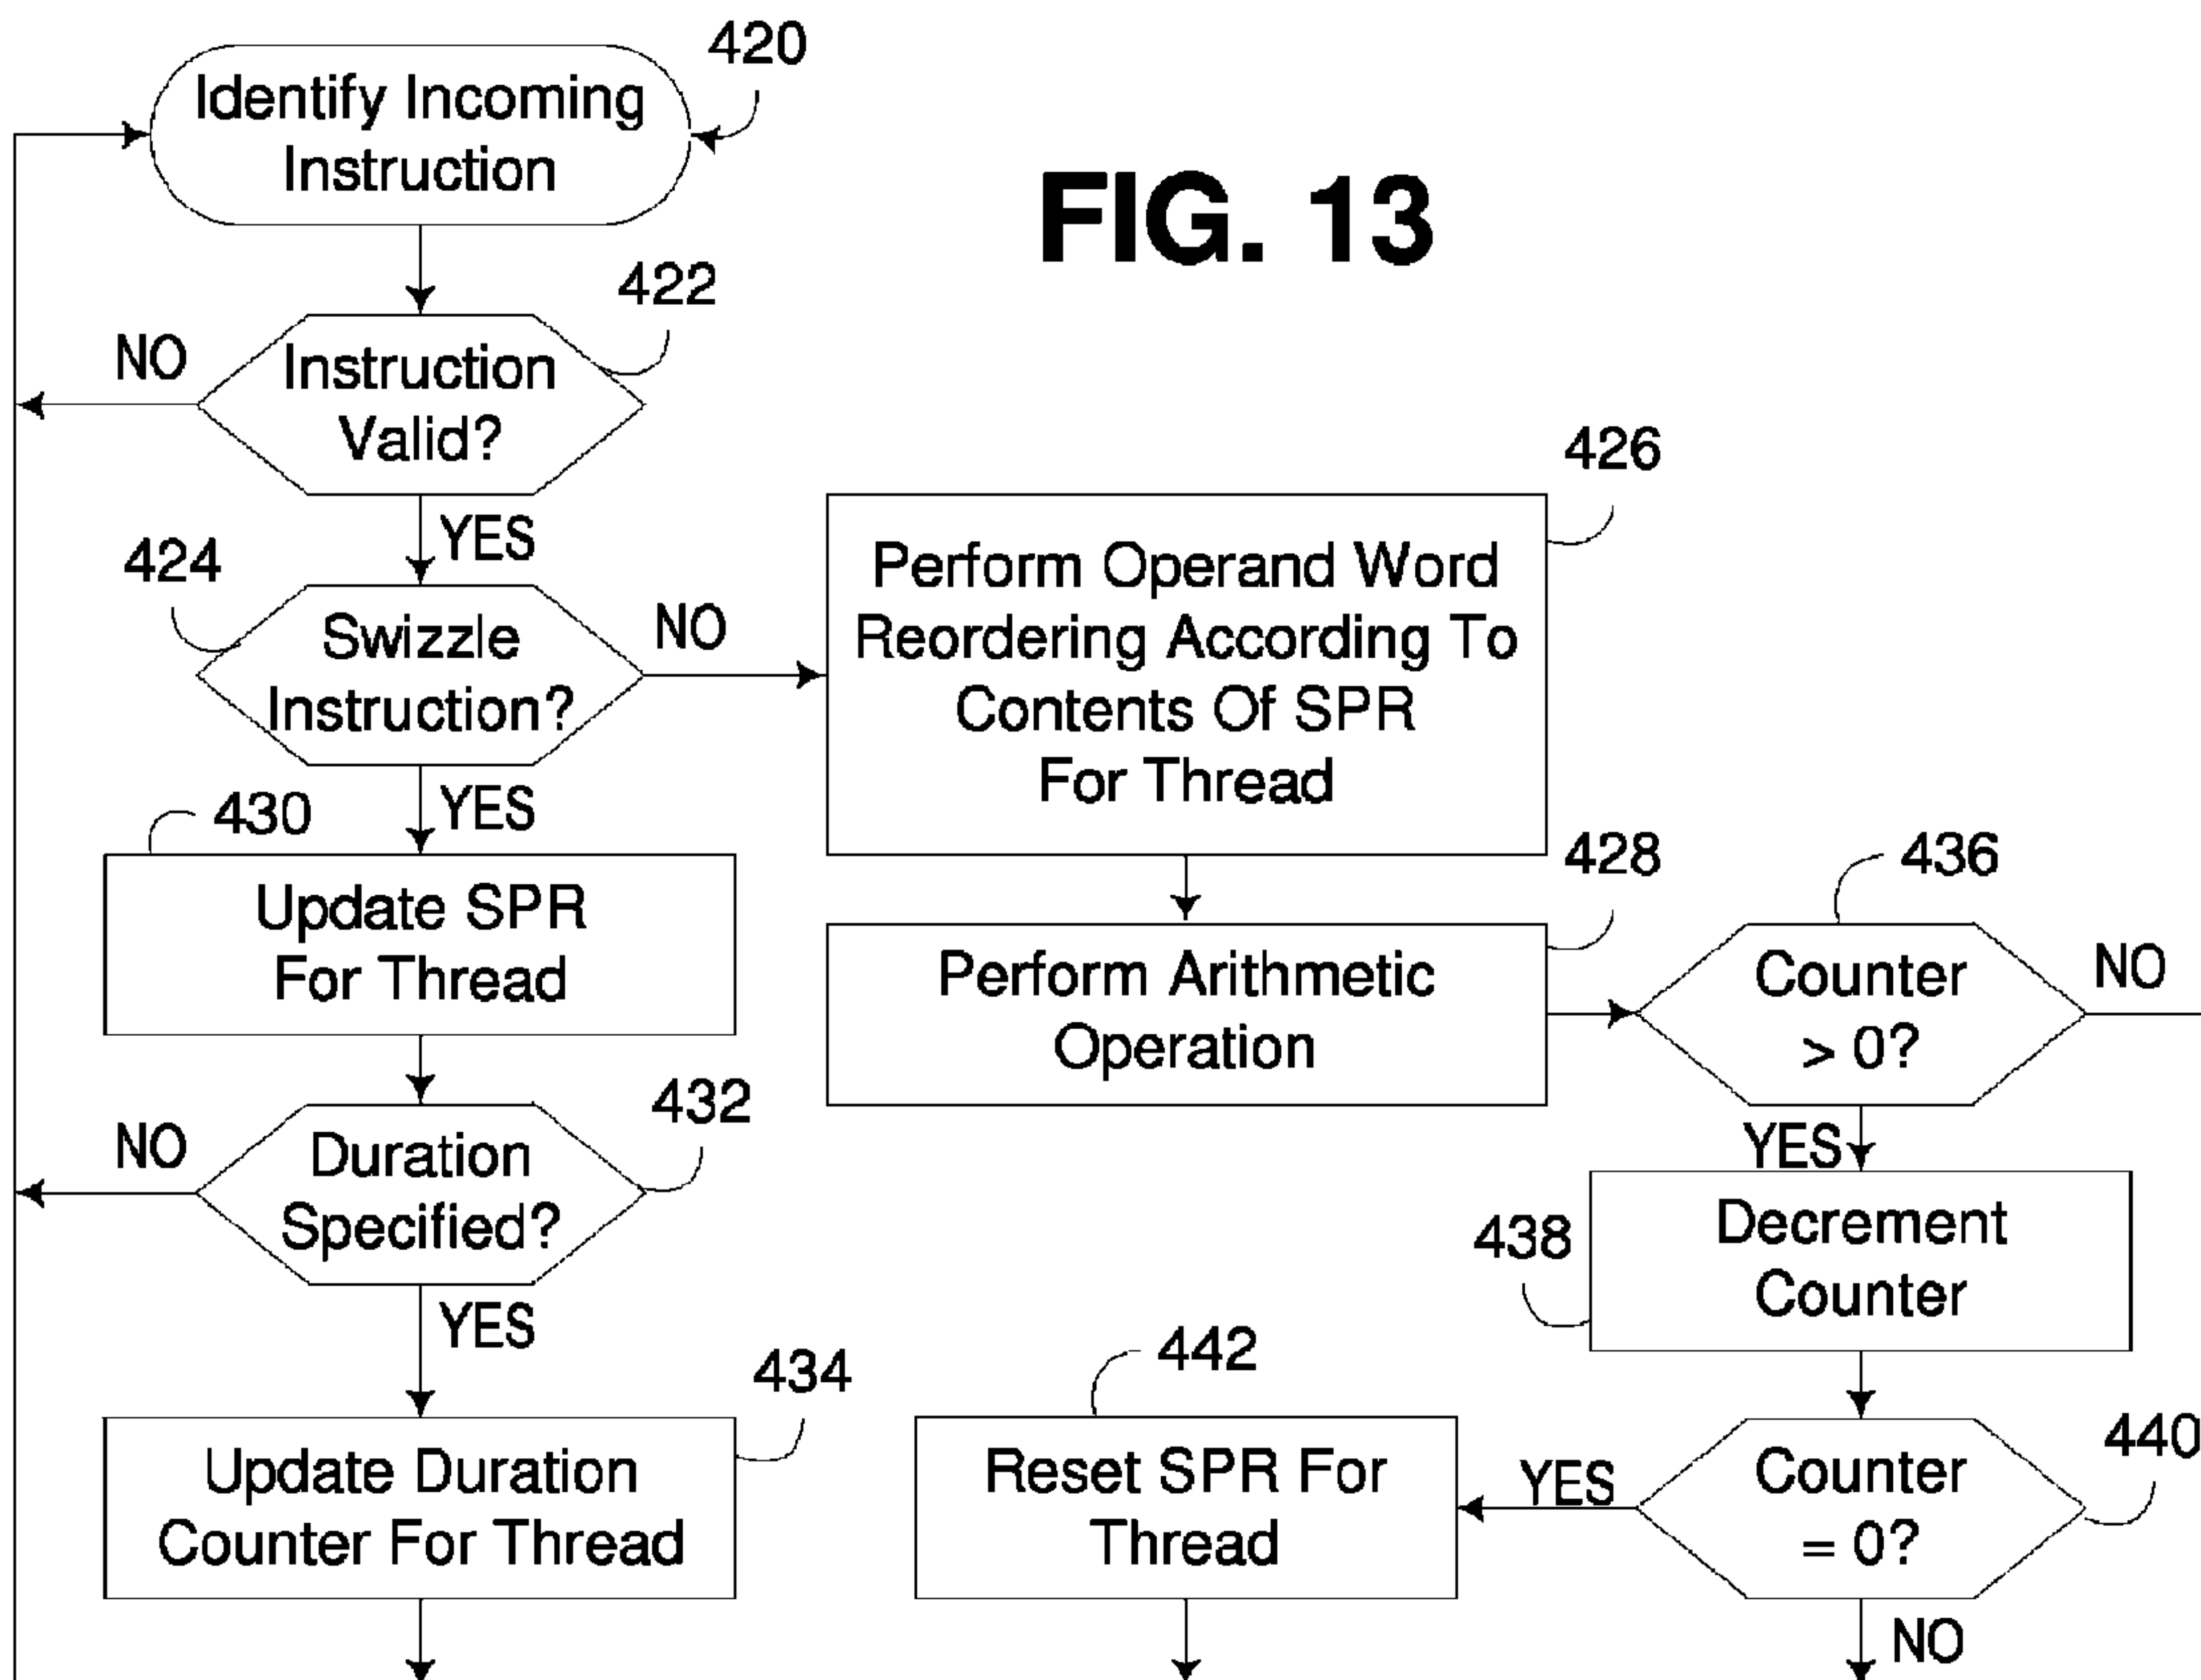 420
Identify Incoming
Instruction
FIG. 13
422
NO
Instruction
Valid?
YES
426
424
Swizzle
Instruction?
NO
Perform Operand Word
Reordering According To
Contents Of SPR
For Thread
YES
430
Update SPR
For Thread
428
Perform Arithmetic
Operation
436
Counter
> 0?
NO
432
NO
Duration
Specified?
YES
YES
438
Decrement
Counter
434
Update Duration
Counter For Thread
442
Reset SPR For
Thread
YES
440
Counter
= 0?
NO